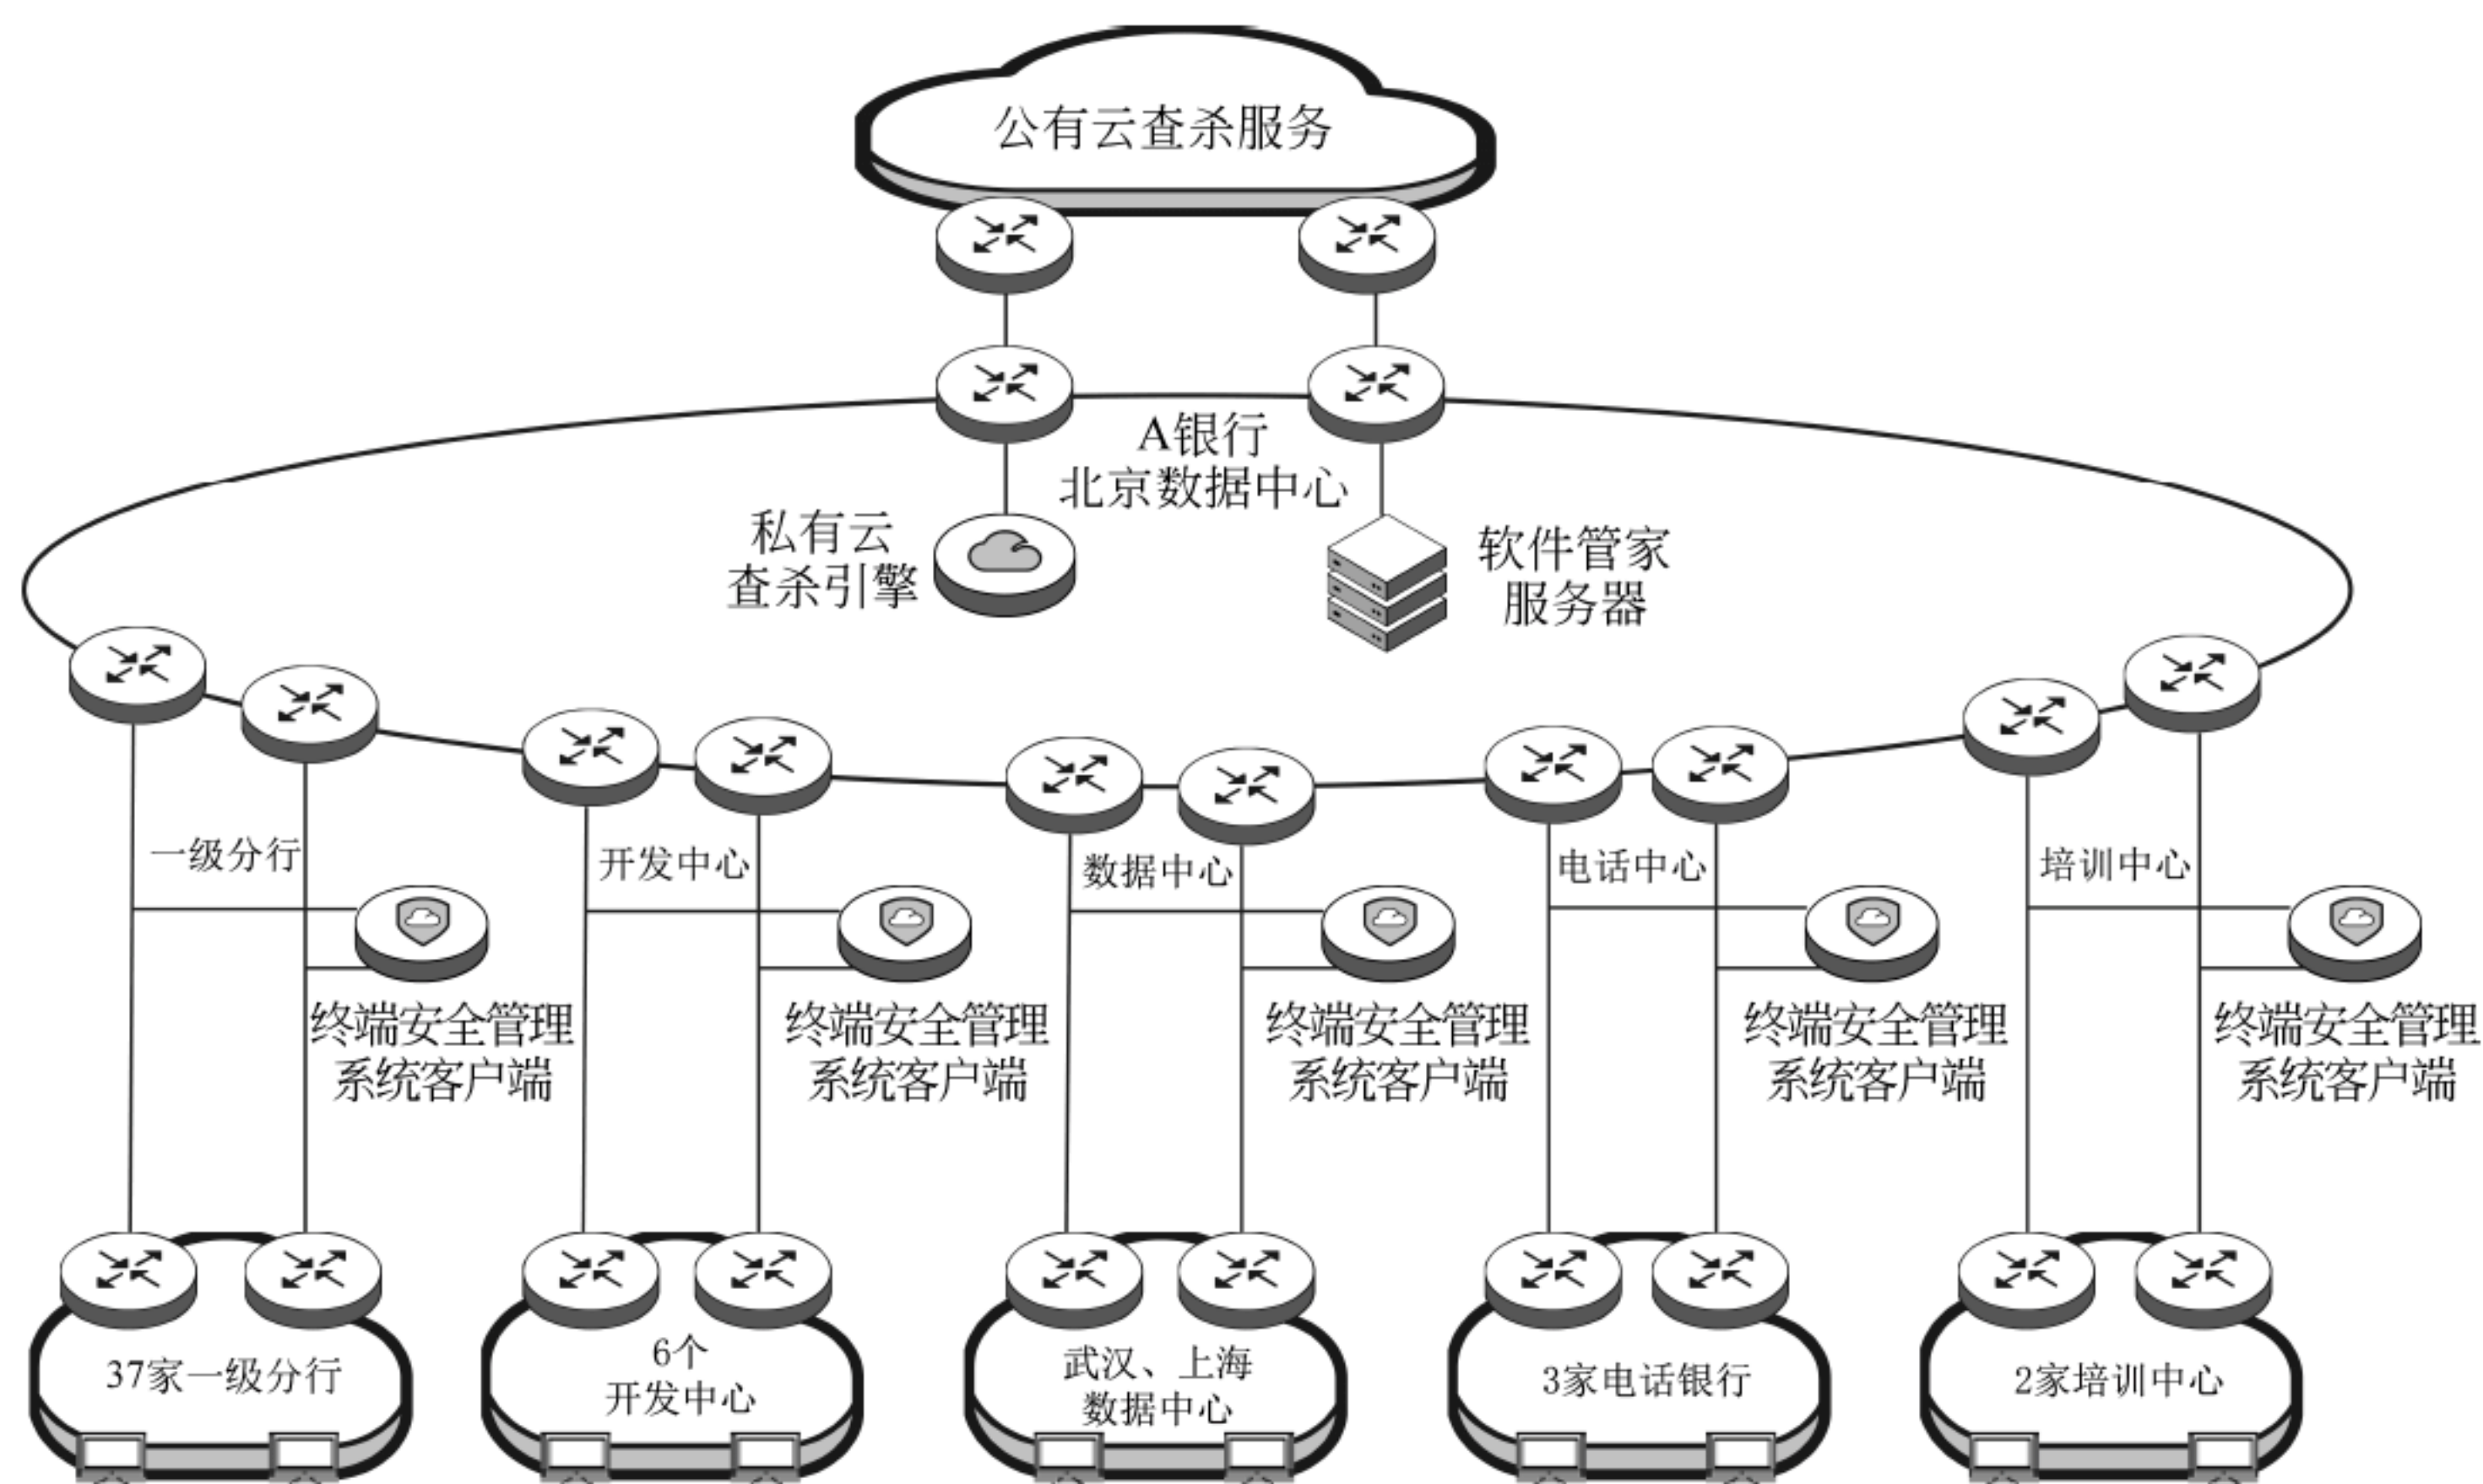 公有云查杀服务
A银行
北京数据中心
私有云
查杀引擎
软件管家
服务器
一级分行
开发中心
数据中心
电话中心
培训中心
终端安全管理
系统客户端
终端安全管理
系统客户端
终端安全管理
系统客户端
终端安全管理
系统客户端
终端安全管理
系统客户端
37家一级分行
6个
开发中心
武汉、上海
数据中心
3家电话银行
2家培训中心